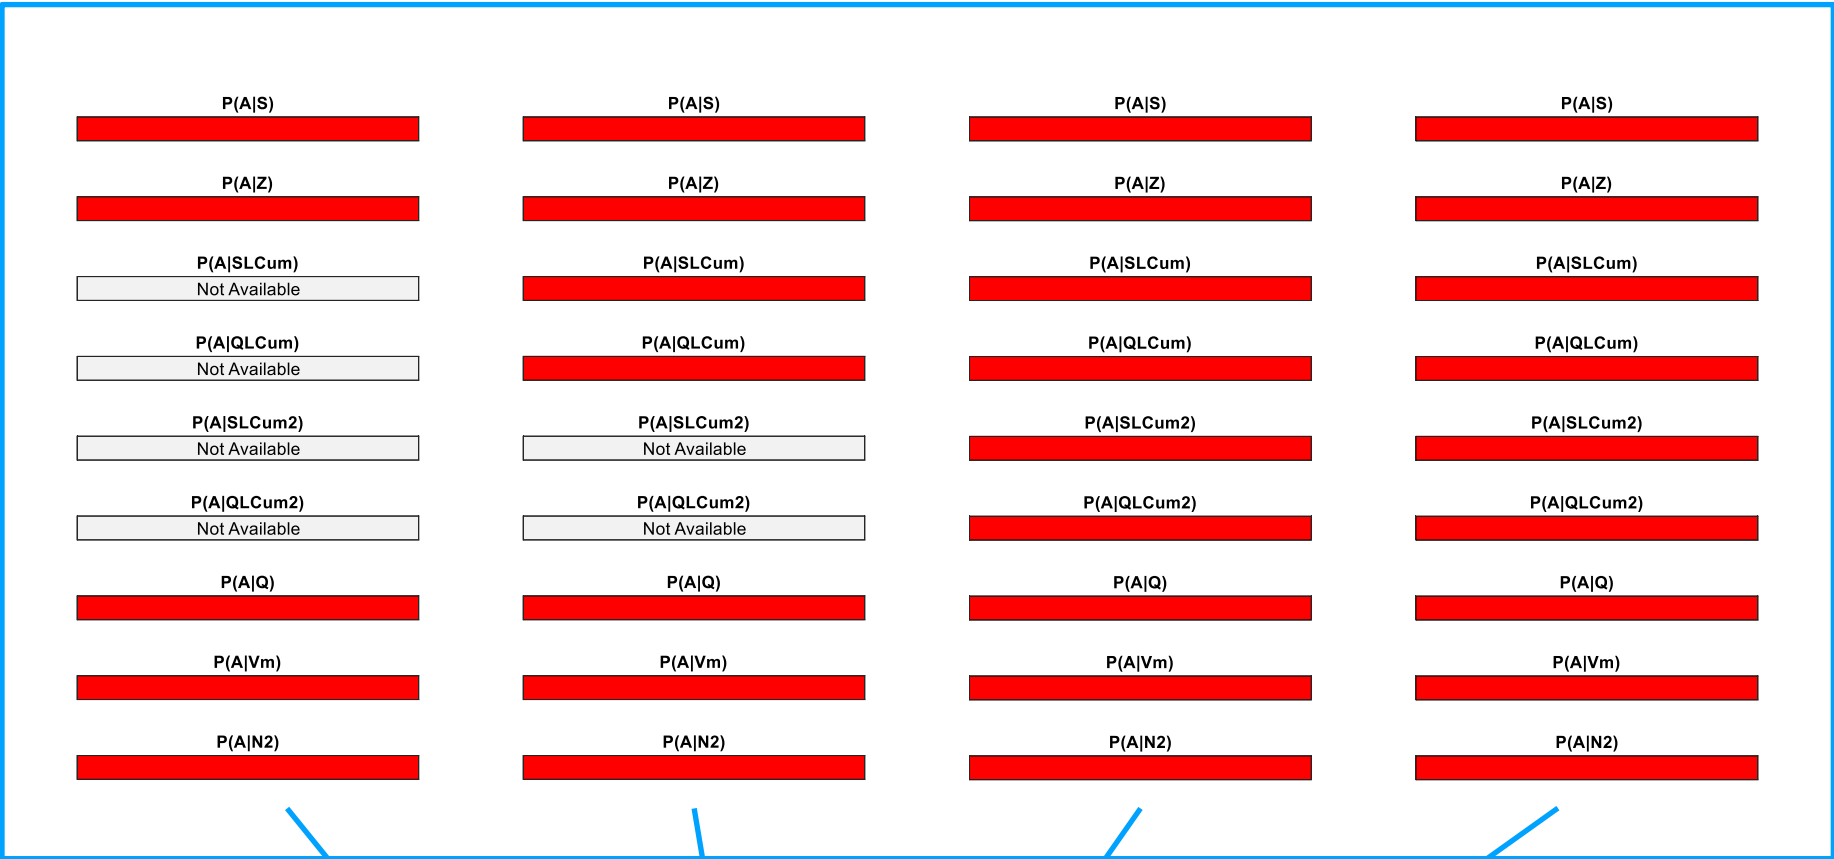 P(A|S) P(A|S) P(A|S) P(A|S)
P(A|Z) P(A|Z) P(A|Z) P(A|Z)
P(A|SLCum) P(A|SLCum) P(A|SLCum) P(A|SLCum)
Not Available
P(A|QLCum) P(A|QLCum) P(A|QLCum) P(A|QLCum)
Not Available
P(A|SLCum2) P(A|SLCum2) P(A|SLCum2) P(A|SLCum2)
Not Available Not Available
P(A|QLCum2) P(A|QLCum2) P(A|QLCum2) P(A|QLCum2)
Not Available Not Available
P(A|Q) P(A|Q) P(A|Q) P(A|Q)
P(A|Vm) P(A|Vm) P(A|Vm) P(A|Vm)
P(A|N2) P(A|N2) P(A|N2) P(A|N2)